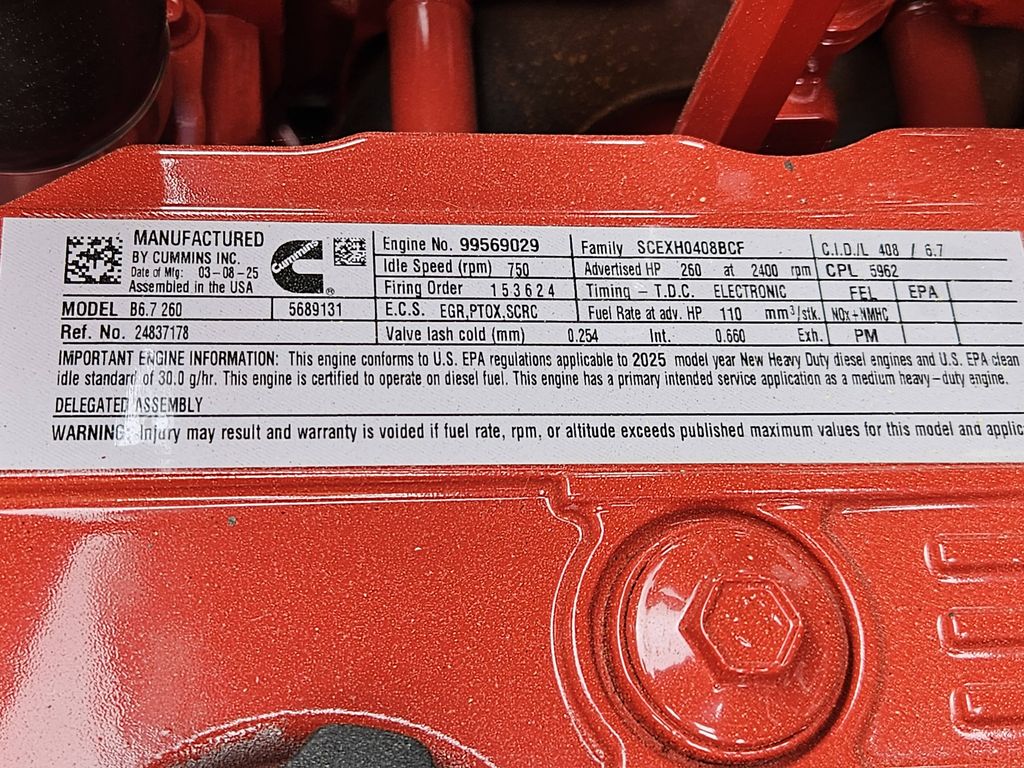 MANUFACTURED
BY CUMMINS INC.
Date of Mfg: 03-08-25
Assembled in the USA
Cummins
®
MODEL B6.7 260 5689131
Ref. No. 24837178
Engine No. 99569029
Idle Speed (rpm) 750
Firing Order 153624
E.C.S. EGR,PTOX,SCRC
Valve lash cold (mm) 0.254 Int. 0.660 Exh.
Family SCEXH0408BCF
Advertised HP 260 at 2400 rpm
Timing - T.D.C. ELECTRONIC
Fuel Rate at adv. HP 110 mm³/stk.
C.I.D./L 408 / 6.7
CPL 5962
FEL EPA
NOx+NMHC
PM
IMPORTANT ENGINE INFORMATION: This engine conforms to U.S. EPA regulations applicable to 2025 model year New Heavy Duty diesel engines and U.S. EPA clean
idle standard of 30.0 g/hr. This engine is certified to operate on diesel fuel. This engine has a primary intended service application as a medium heavy-duty engine.
DELEGATED ASSEMBLY
WARNING: Injury may result and warranty is voided if fuel rate, rpm, or altitude exceeds published maximum values for this model and applic